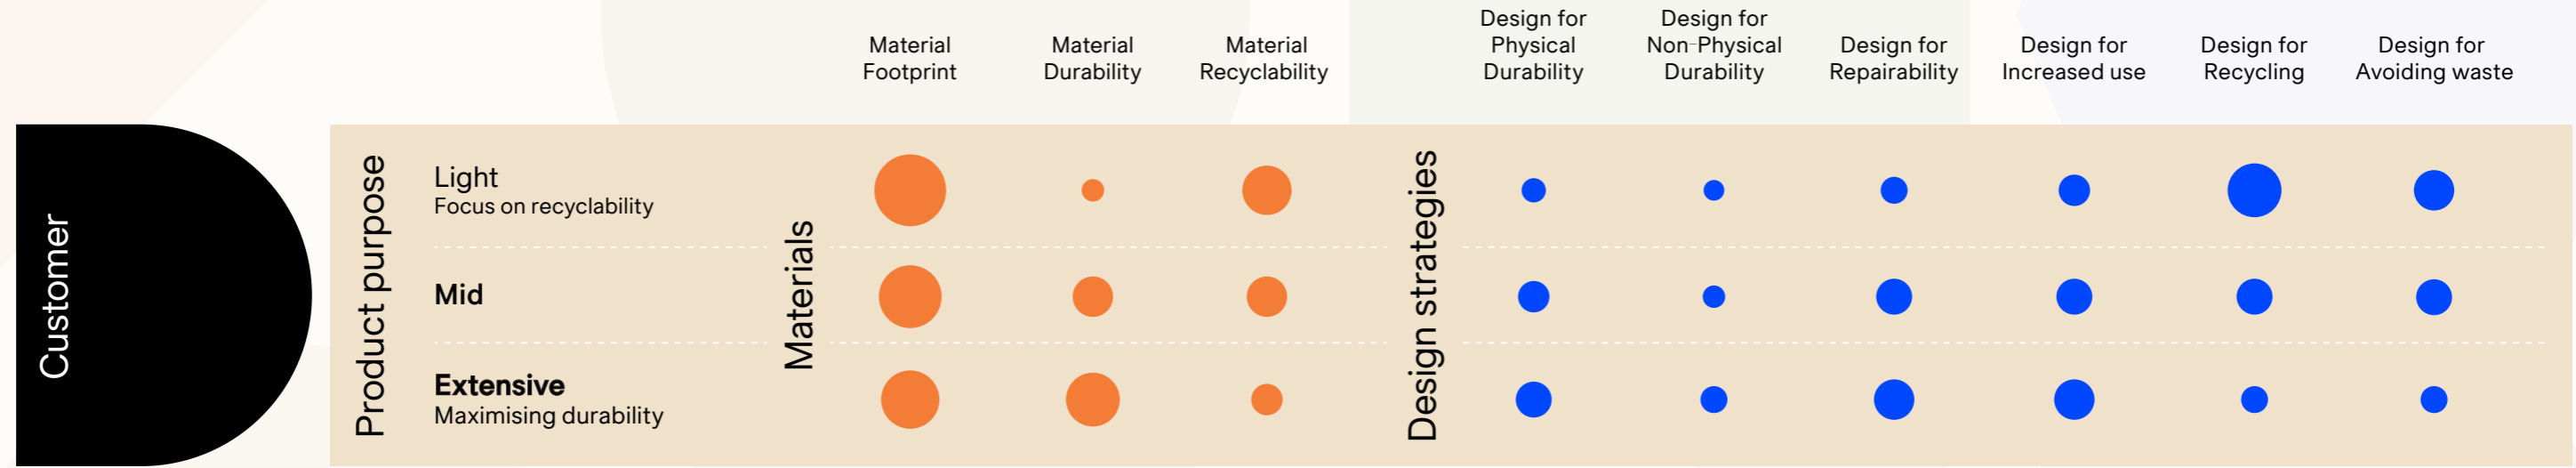 Material
Footprint
Material
Durability
Material
Recyclability
Design for
Physical
Durability
Design for
Non-Physical
Durability
Design for
Repairability
Design for
Increased use
Design for
Recycling
Design for
Avoiding waste
Customer
Product purpose
Light
Focus on recyclability
Mid
Extensive
Maximising durability
Materials
Design strategies